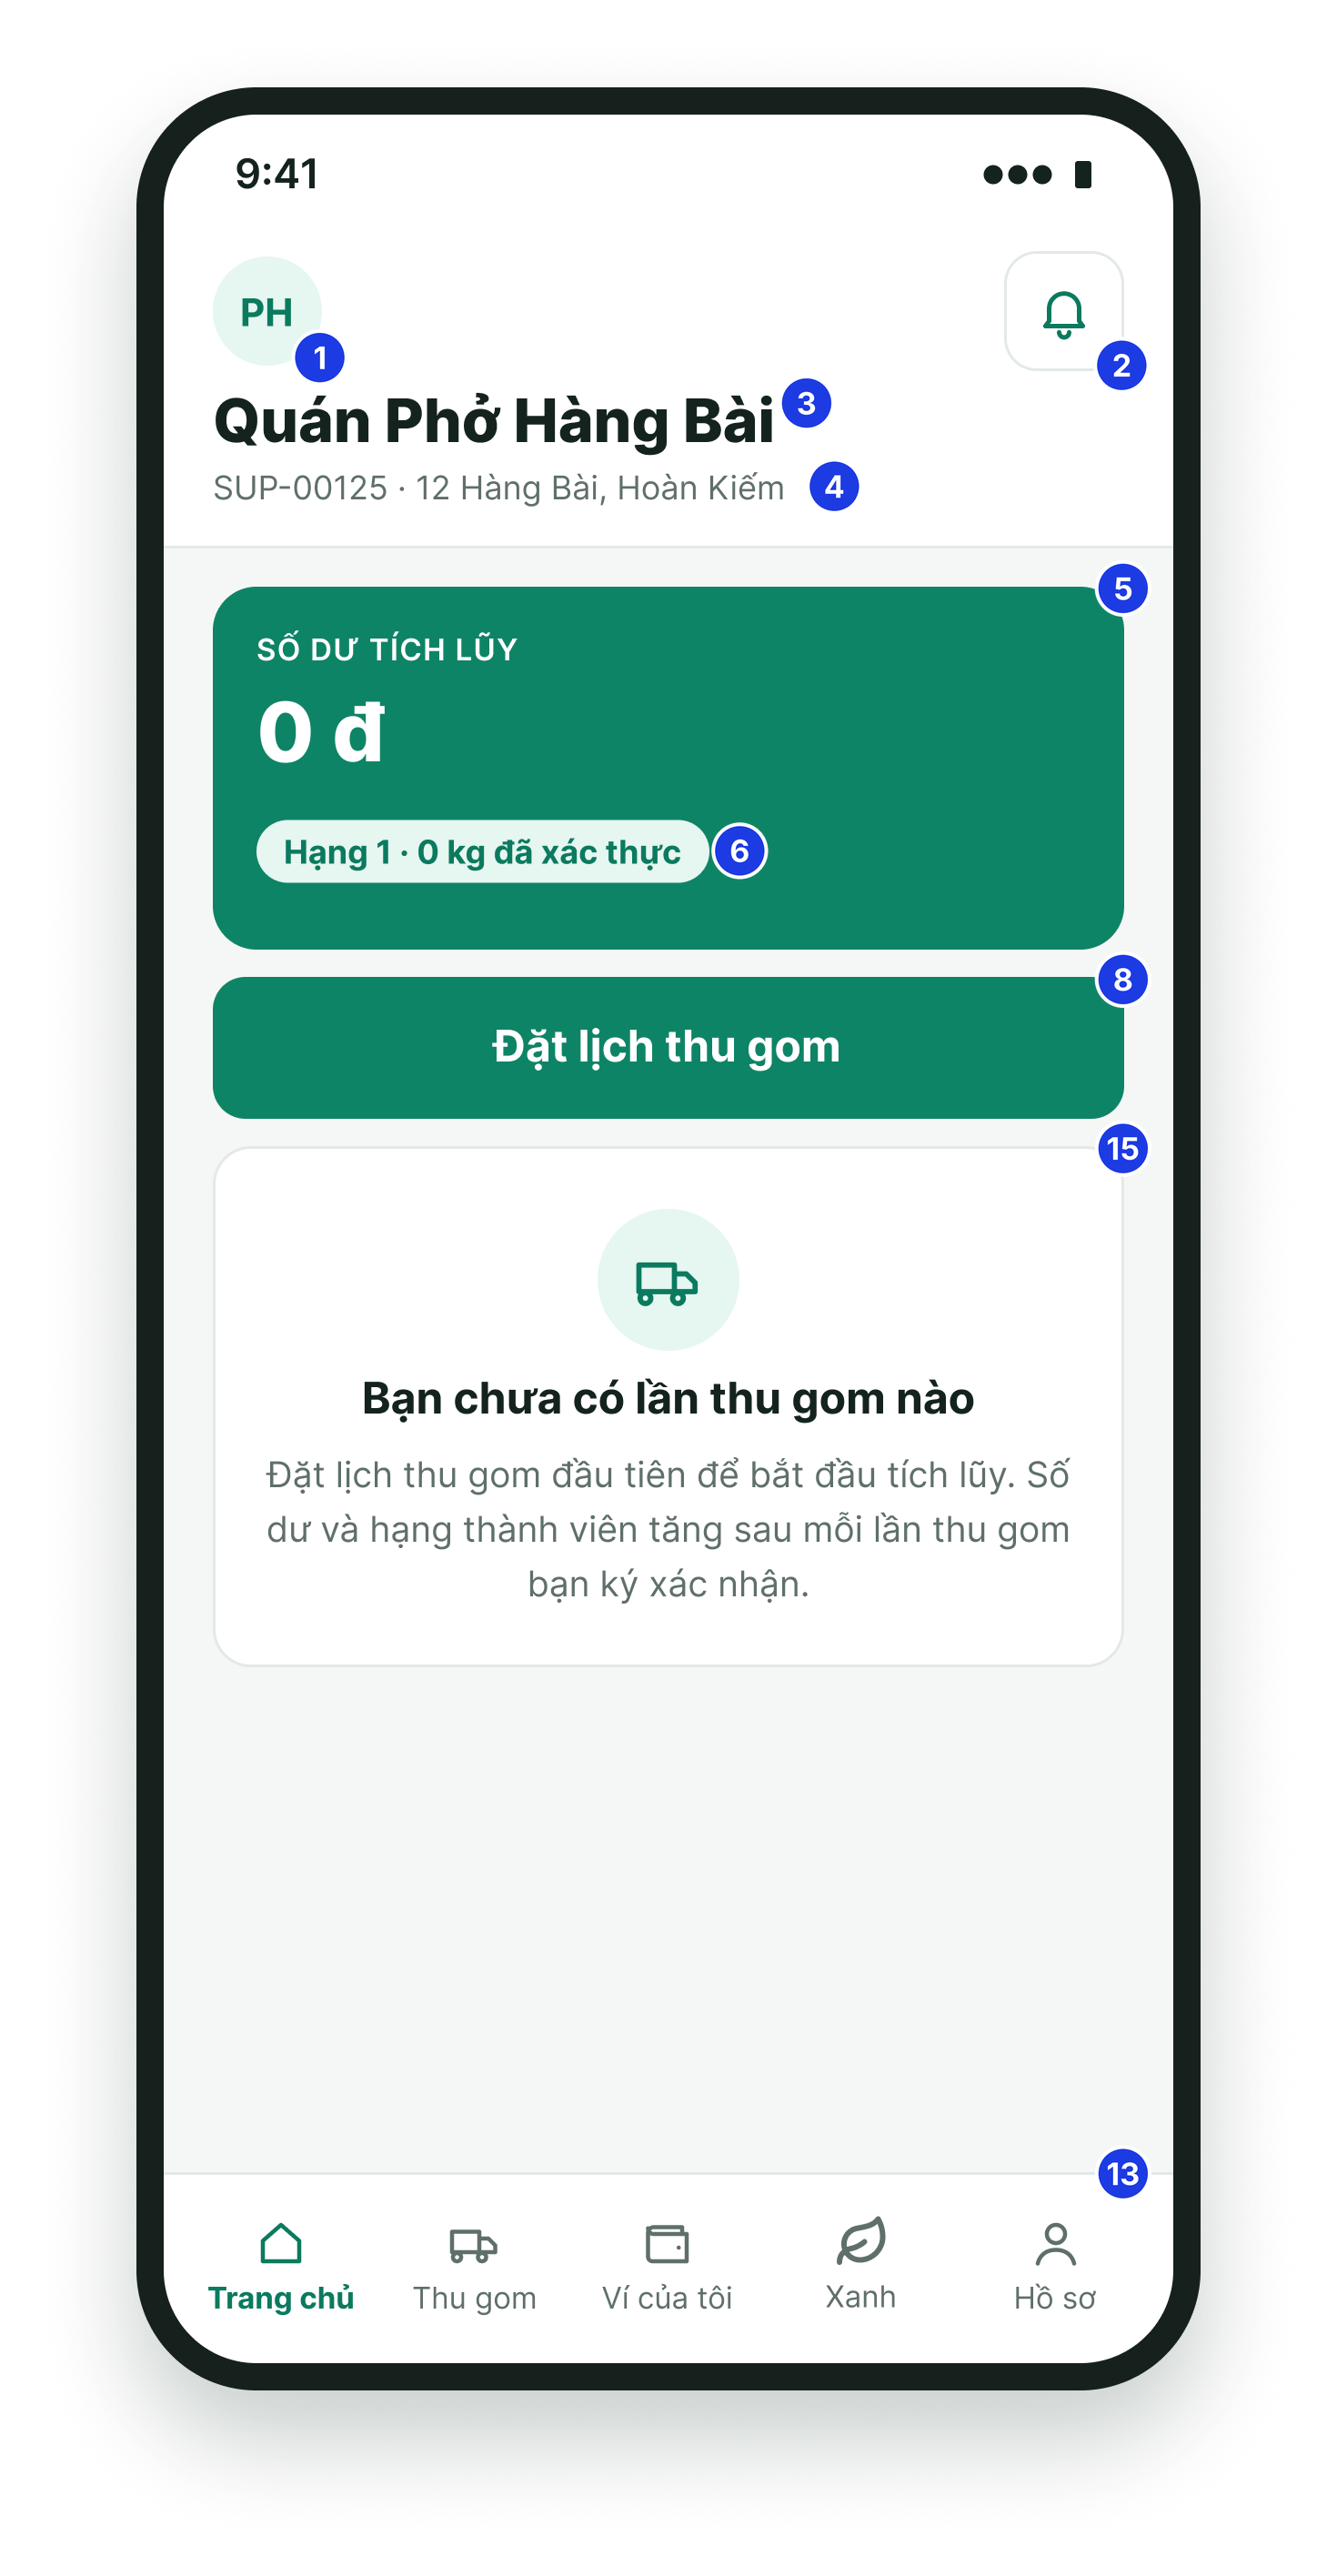 9:41
PH
1
2
Quán Phở Hàng Bài 3
SUP-00125 · 12 Hàng Bài, Hoàn Kiếm 4
5
SỐ DƯ TÍCH LŨY
0 đ
Hạng 1 · 0 kg đã xác thực 6
8
Đặt lịch thu gom
15
Bạn chưa có lần thu gom nào
Đặt lịch thu gom đầu tiên để bắt đầu tích lũy. Số
dư và hạng thành viên tăng sau mỗi lần thu gom
bạn ký xác nhận.
13
Trang chủ Thu gom Ví của tôi Xanh Hồ sơ